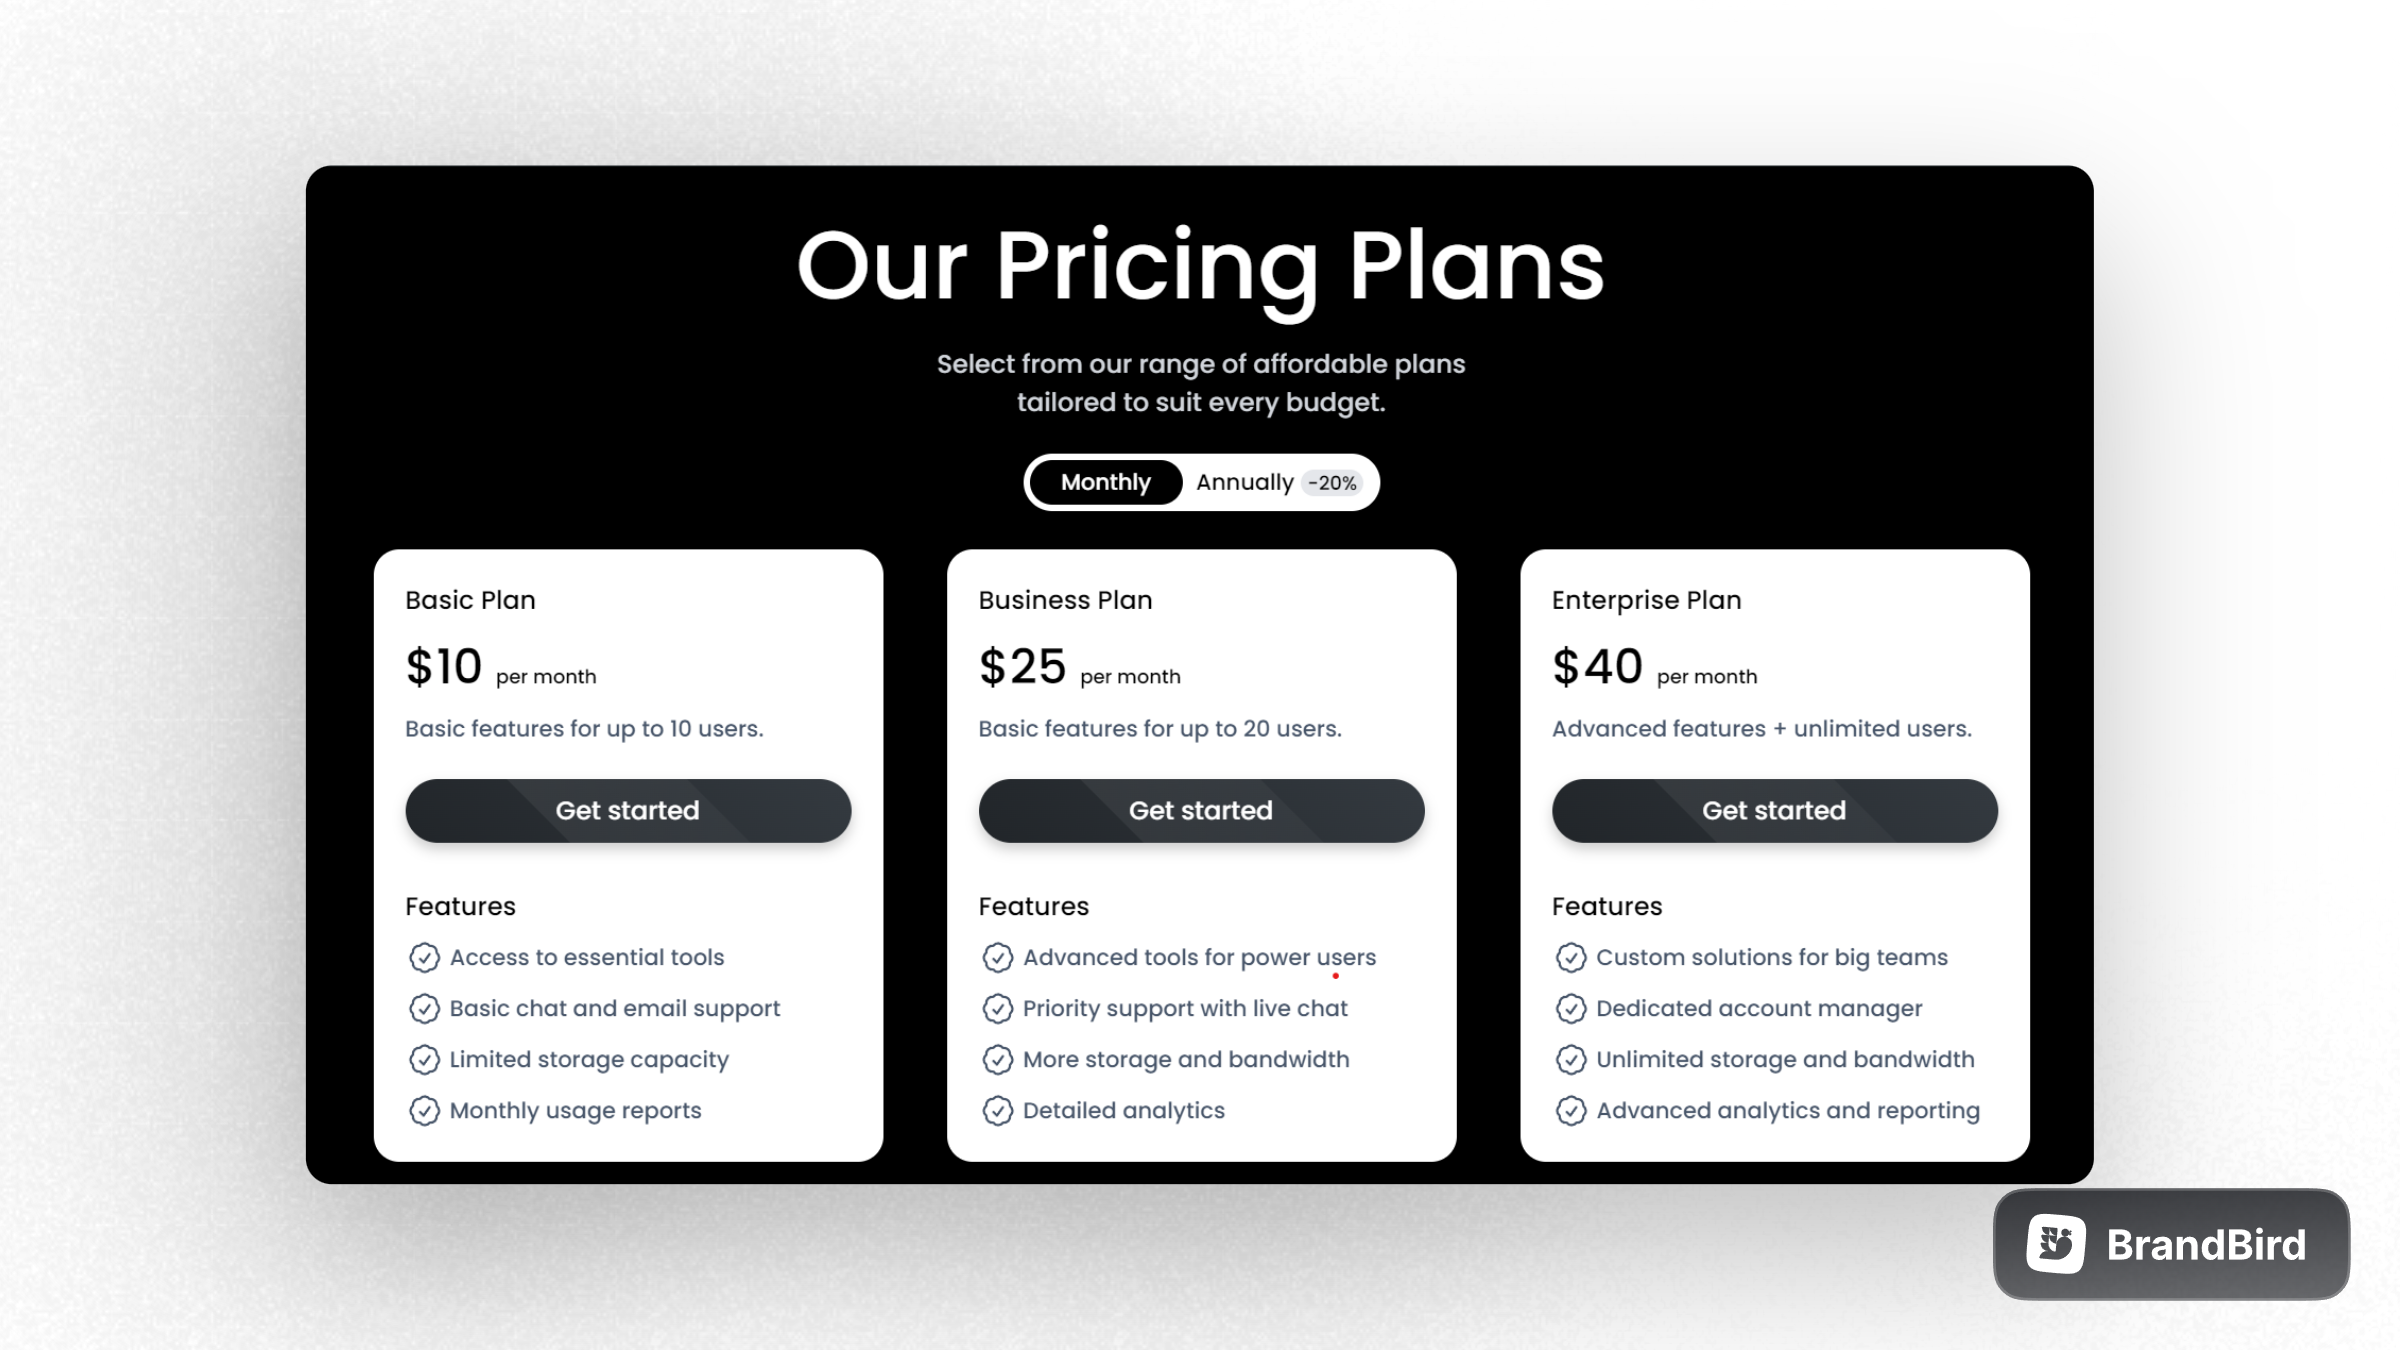 Our Pricing Plans
Select from our range of affordable plans
tailored to suit every budget.
Monthly Annually -20%
Basic Plan
$10 per month
Basic features for up to 10 users.
Get started
Features
Access to essential tools
Basic chat and email support
Limited storage capacity
Monthly usage reports
Business Plan
$25 per month
Basic features for up to 20 users.
Get started
Features
Advanced tools for power users
Priority support with live chat
More storage and bandwidth
Detailed analytics
Enterprise Plan
$40 per month
Advanced features + unlimited users.
Get started
Features
Custom solutions for big teams
Dedicated account manager
Unlimited storage and bandwidth
Advanced analytics and reporting
BrandBird